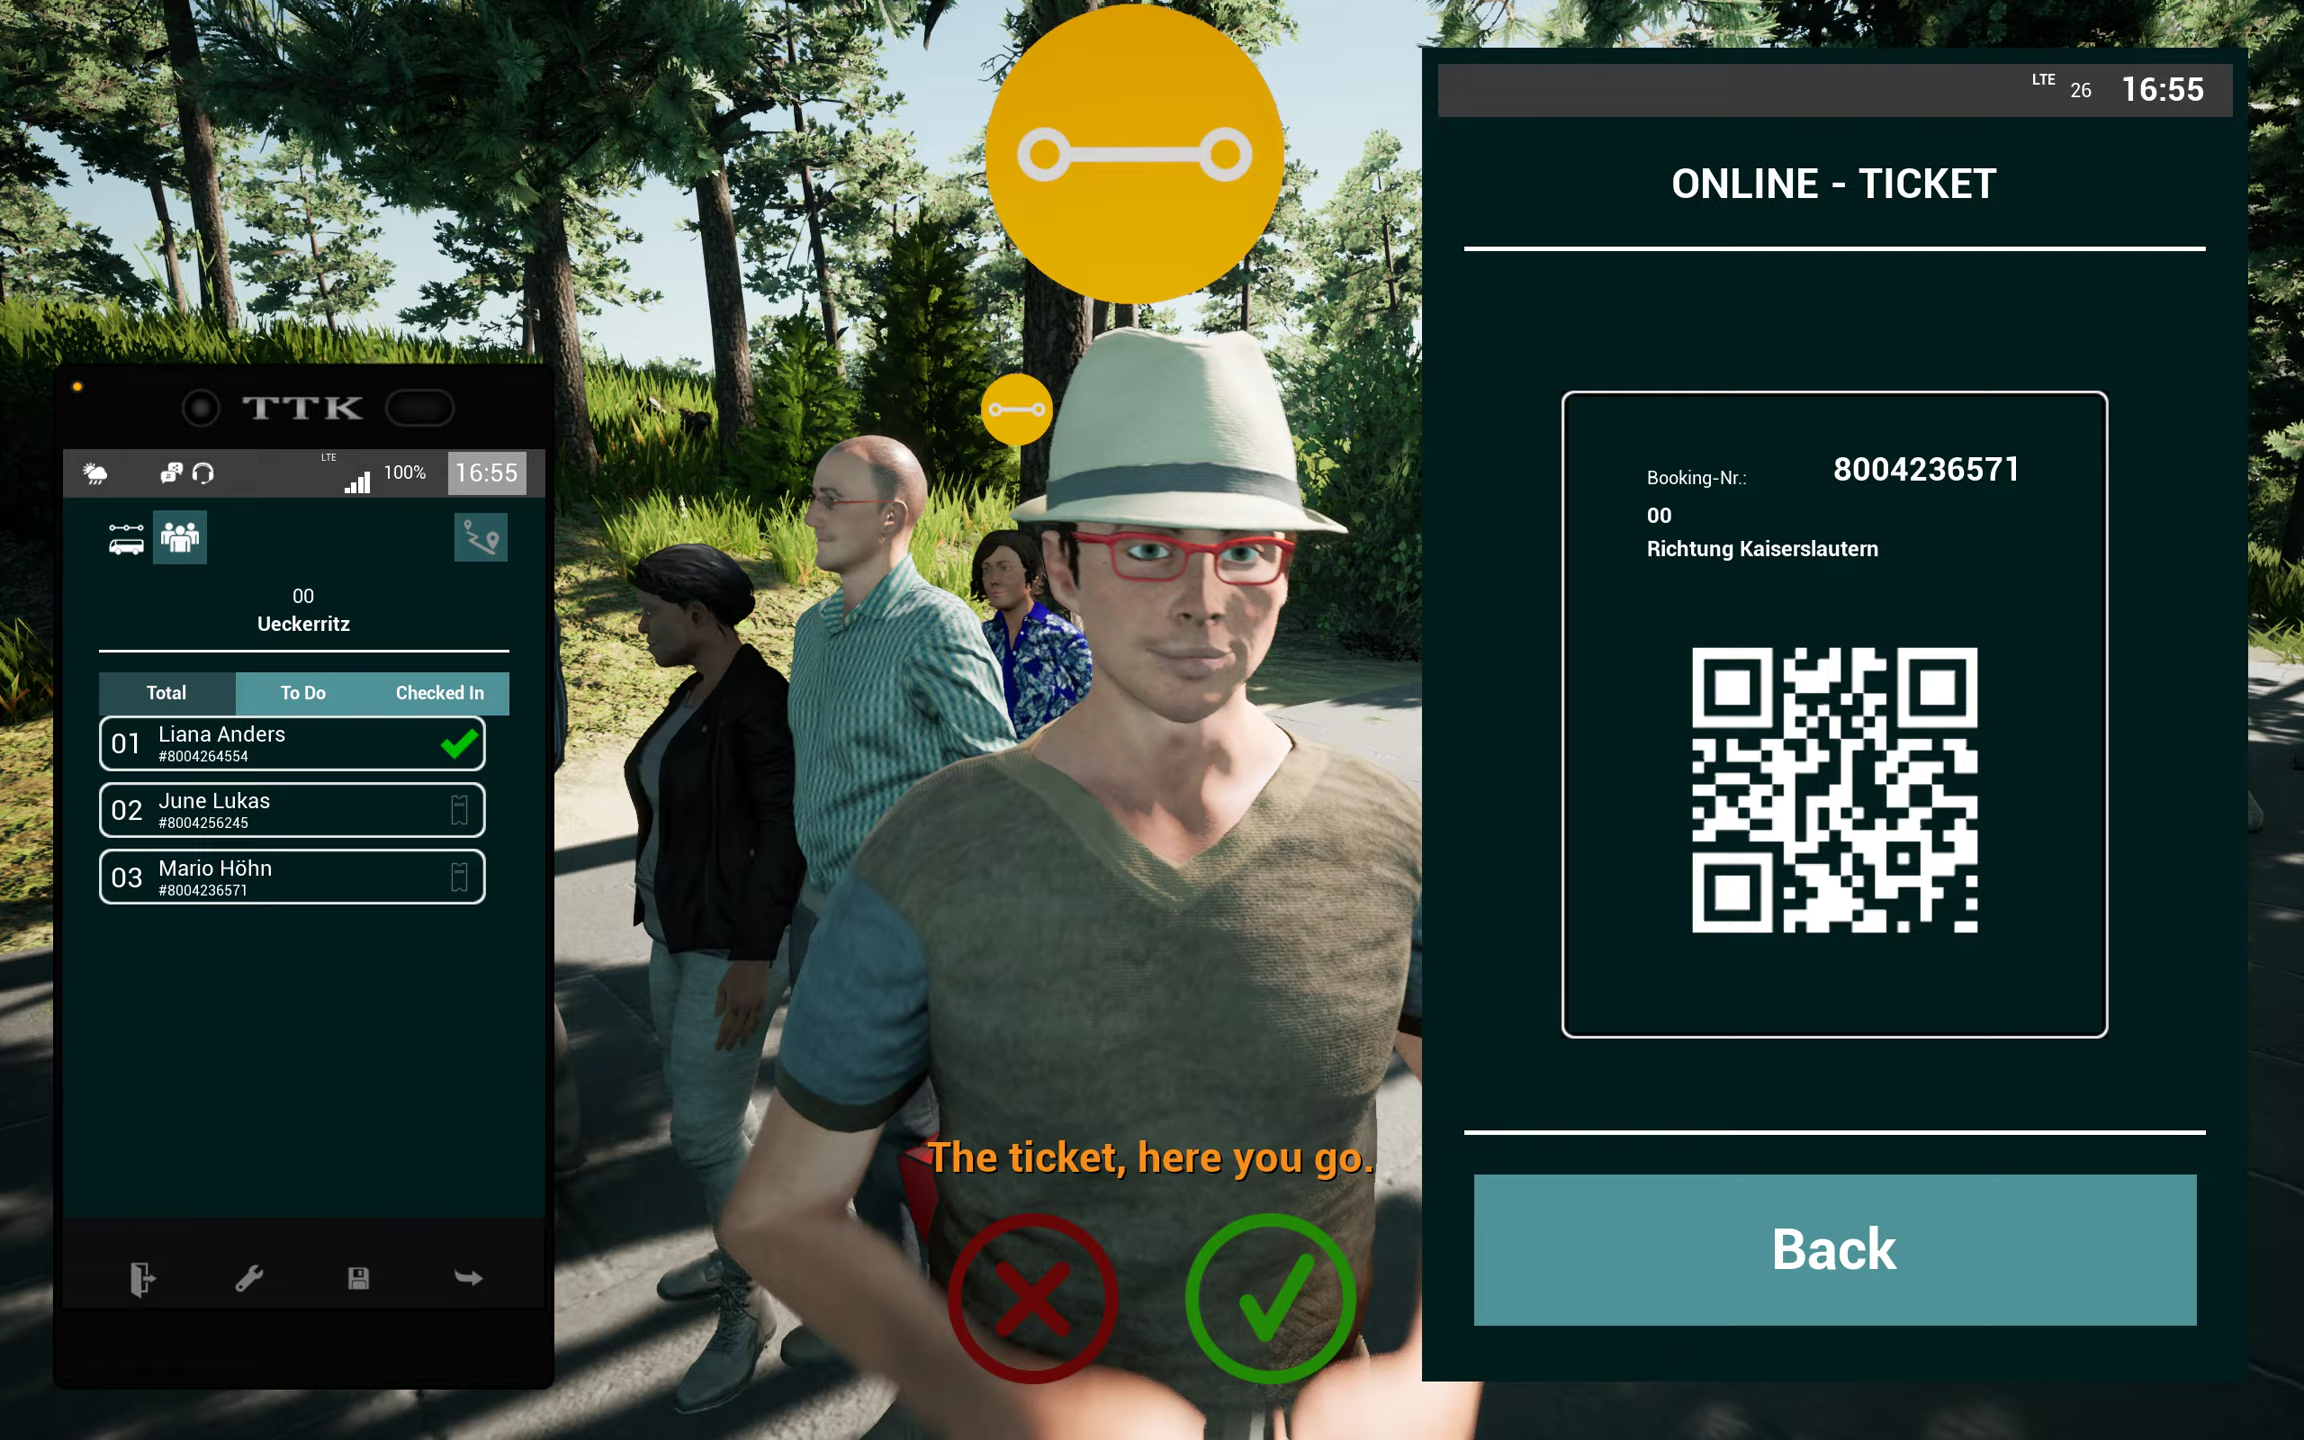 TTK
LTE
100%
16:55
00
Ueckerritz
Total
To Do
Checked In
01
Liana Anders
#8004264554
02
June Lukas
#8004256245
03
Mario Höhn
#8004236571
The ticket, here you go.
LTE
26
16:55
ONLINE - TICKET
Booking-Nr.: 8004236571
00
Richtung Kaiserslautern
Back